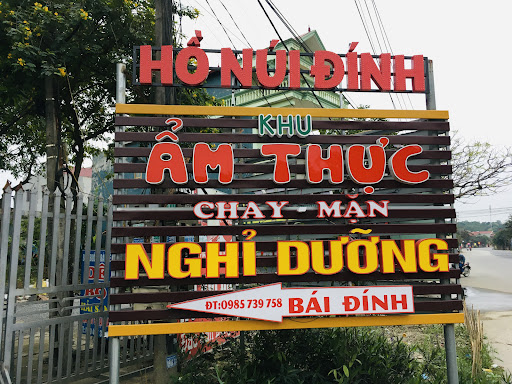 HỒ NÚI ĐÍNH
KHU
ẨM THỰC
CHAY - MẶN
NGHỈ DƯỠNG
ĐT:0985 739 758 BÁI ĐÍNH